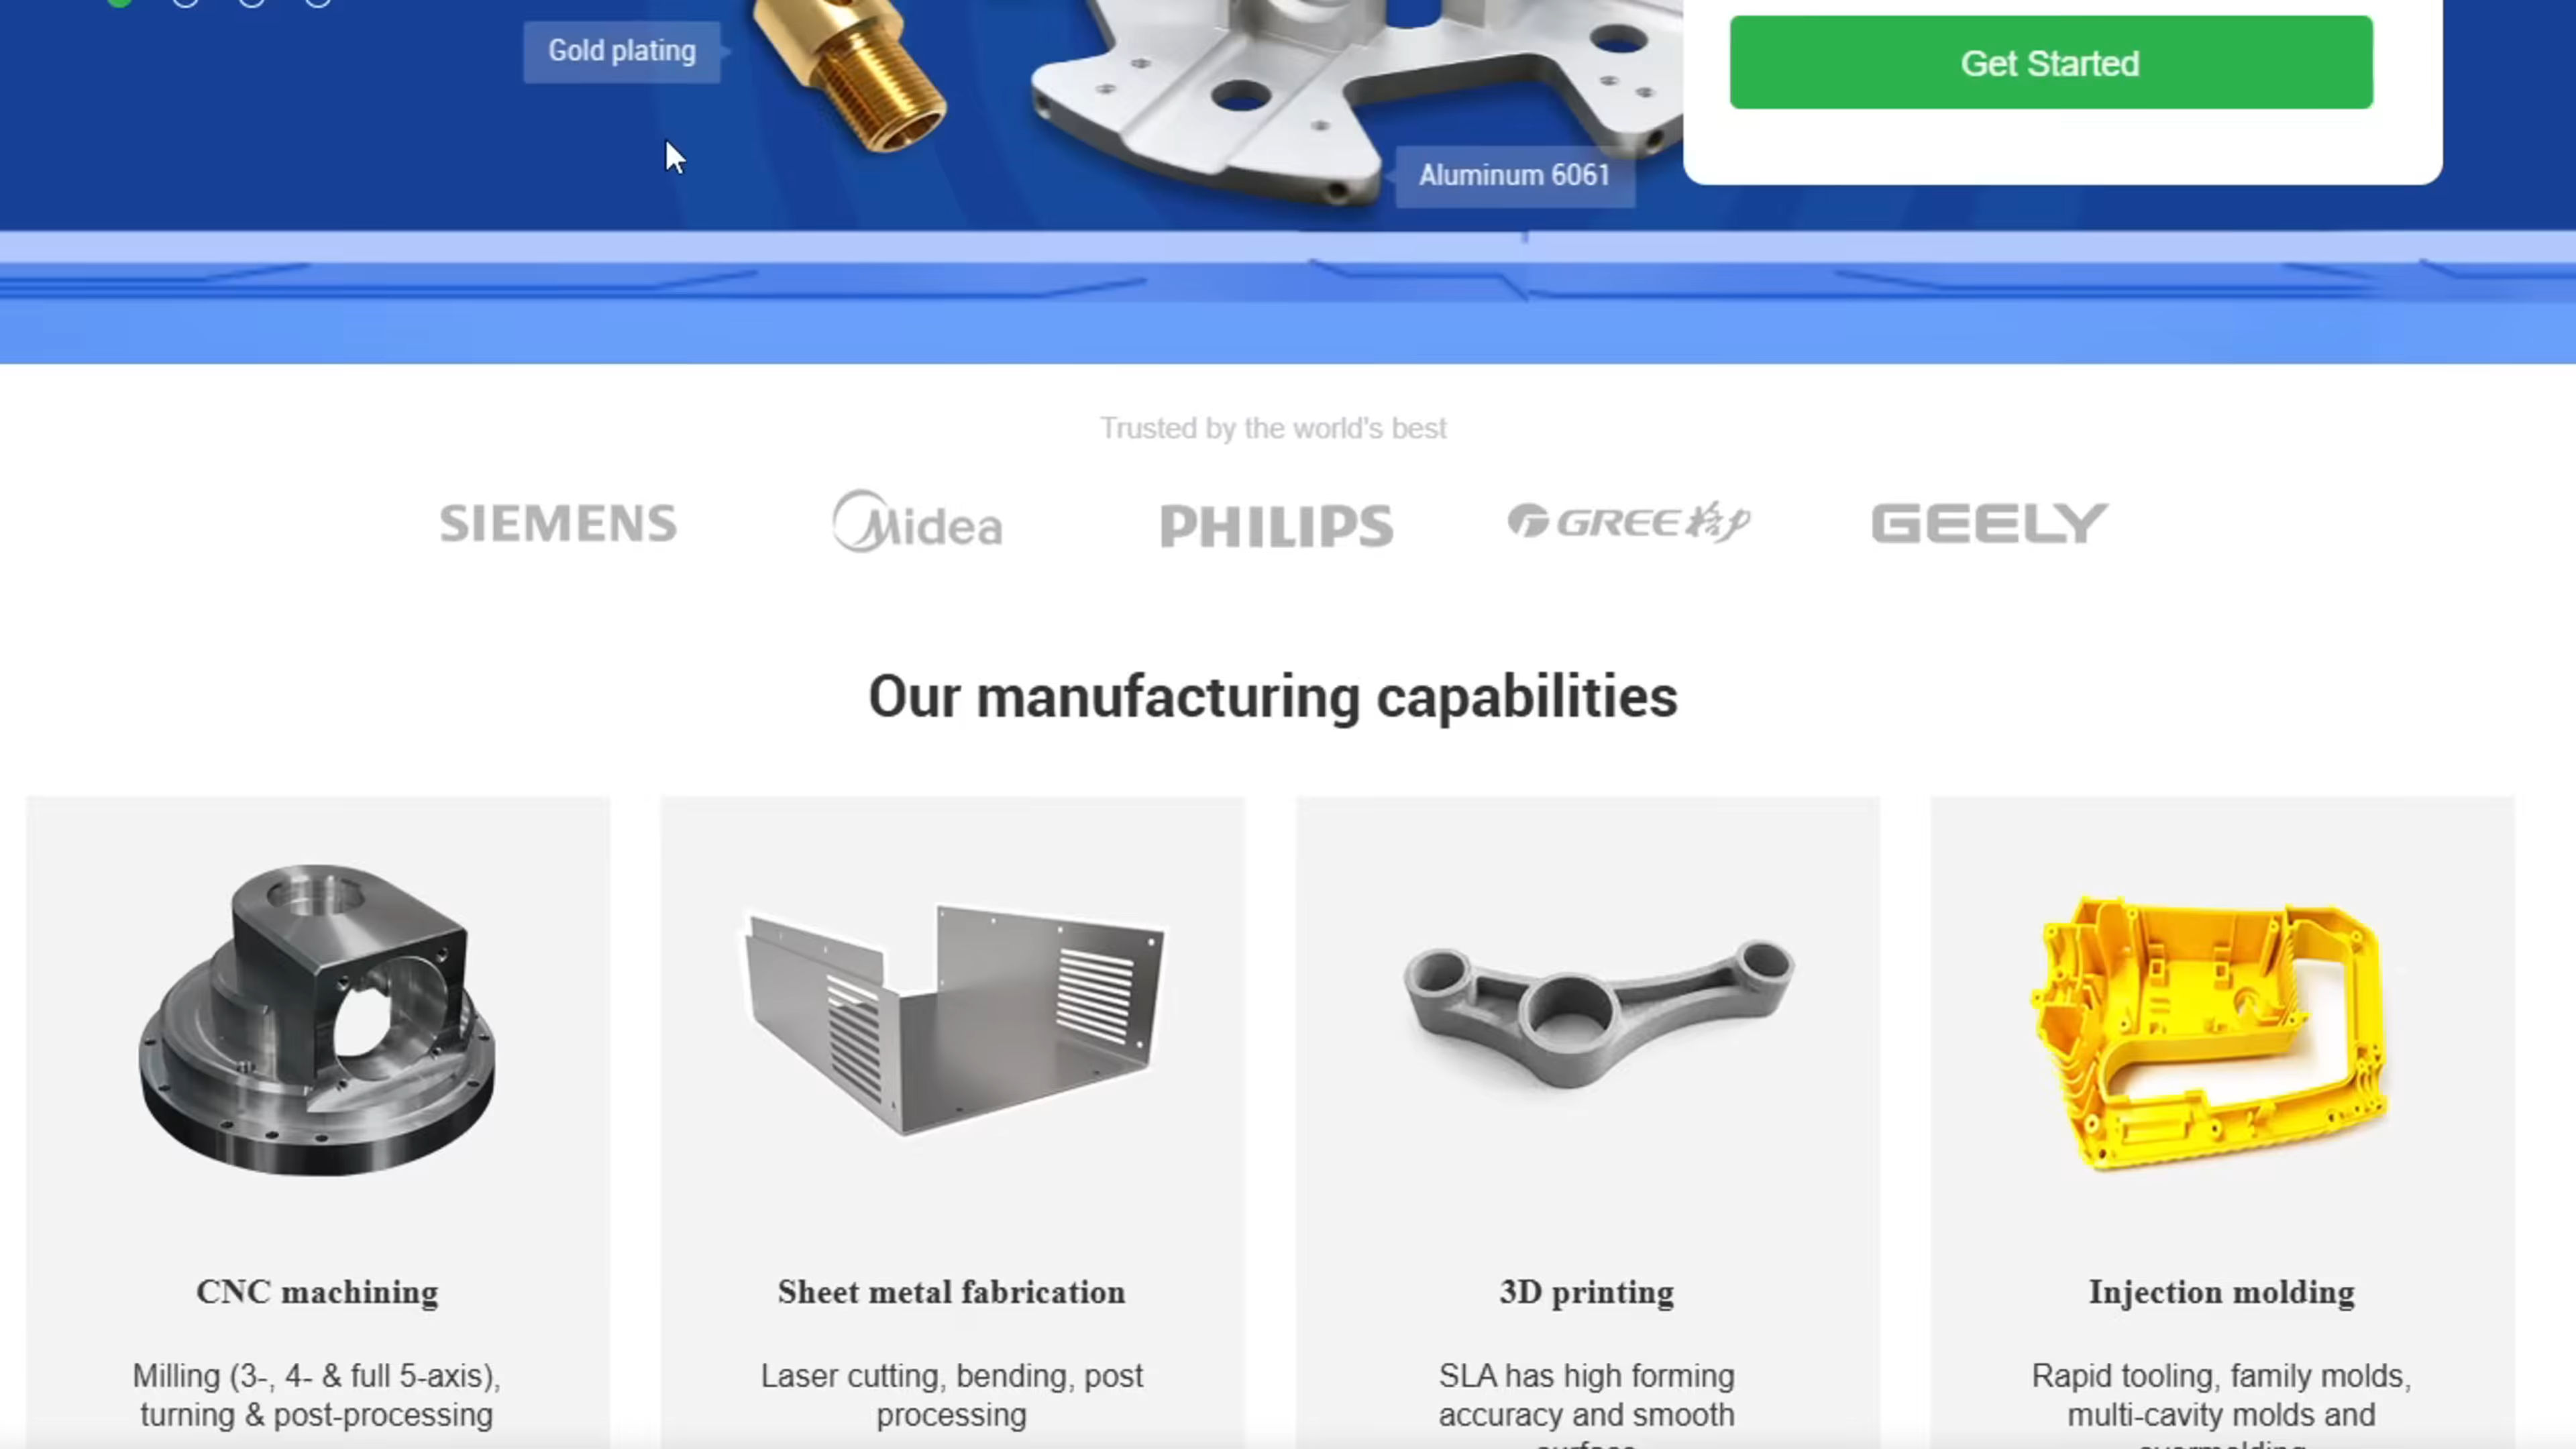 Gold plating
Get Started
Aluminum 6061
Trusted by the world's best
SIEMENS
Midea
PHILIPS
GREE 格力
GEELY
Our manufacturing capabilities
CNC machining
Milling (3-, 4- & full 5-axis),
turning & post-processing
Sheet metal fabrication
Laser cutting, bending, post
processing
3D printing
SLA has high forming
accuracy and smooth
Injection molding
Rapid tooling, family molds,
multi-cavity molds and